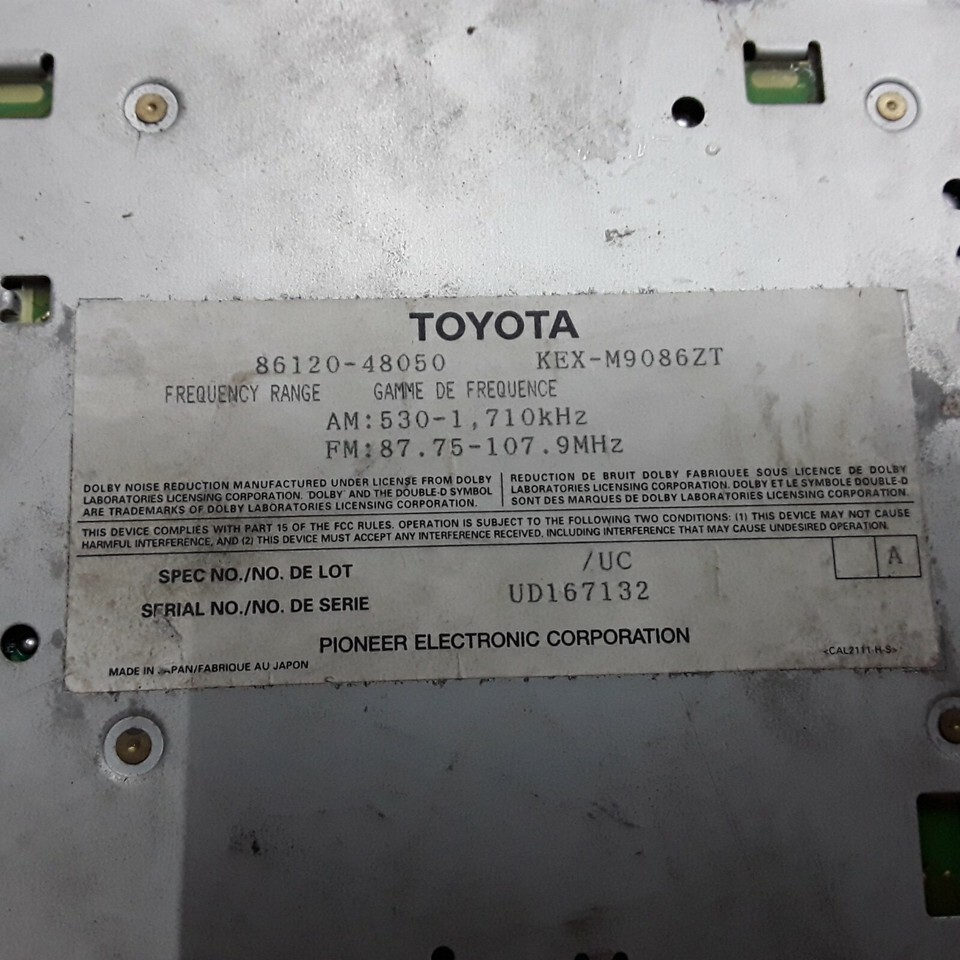 TOYOTA
86120-48050 KEX-M9086ZT
FREQUENCY RANGE GAMME DE FREQUENCE
AM:530-1,710kHz
FM:87.75-107.9MHz
DOLBY NOISE REDUCTION MANUFACTURED UNDER LICENSE FROM DOLBY
LABORATORIES LICENSING CORPORATION. "DOLBY" AND THE DOUBLE-D SYMBOL
ARE TRADEMARKS OF DOLBY LABORATORIES LICENSING CORPORATION.
REDUCTION DE BRUIT DOLBY FABRIQUEE SOUS LICENCE DE DOLBY
LABORATORIES LICENSING CORPORATION. DOLBY ET LE SYMBOLE DOUBLE-D
SONT DES MARQUES DE DOLBY LABORATORIES LICENSING CORPORATION.
THIS DEVICE COMPLIES WITH PART 15 OF THE FCC RULES. OPERATION IS SUBJECT TO THE FOLLOWING TWO CONDITIONS: (1) THIS DEVICE MAY NOT CAUSE
HARMFUL INTERFERENCE, AND (2) THIS DEVICE MUST ACCEPT ANY INTERFERENCE RECEIVED, INCLUDING INTERFERENCE THAT MAY CAUSE UNDESIRED OPERATION.
SPEC NO./NO. DE LOT /UC
A
SERIAL NO./NO. DE SERIE UD167132
PIONEER ELECTRONIC CORPORATION
MADE IN JAPAN/FABRIQUE AU JAPON
<CAL2111-H-S>